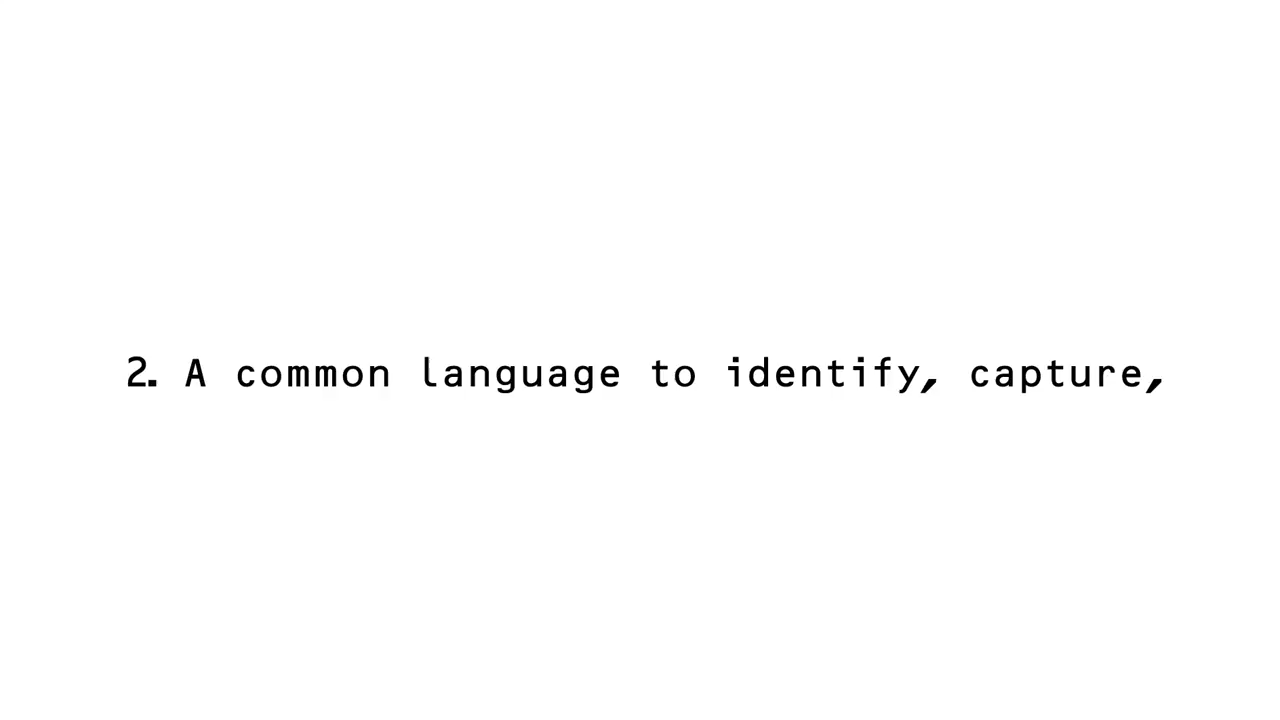 2. A common language to identify, capture,